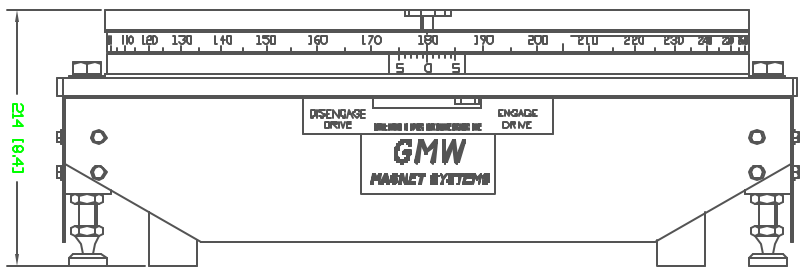 110 120 130 140 150 160 170 180 190 200 210 220 230 240
5 0 5
214 [8.4]
DISENGAGE DRIVE
ENGAGE DRIVE
GMW
MAGNET SYSTEMS